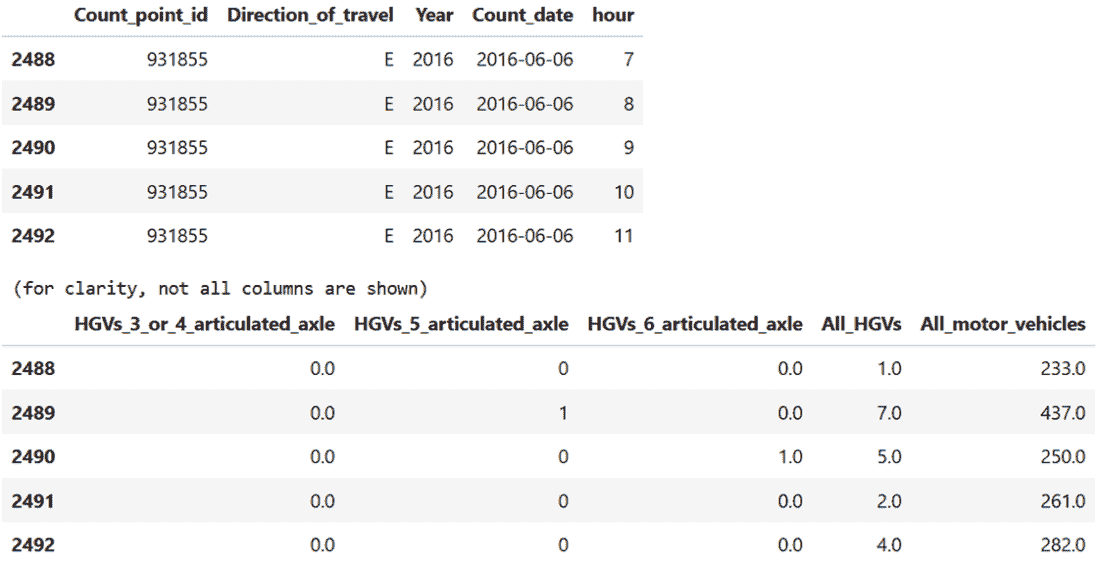 Count_point_id Direction_of_travel Year Count_date hour
2488 931855 E 2016 2016-06-06 7
2489 931855 E 2016 2016-06-06 8
2490 931855 E 2016 2016-06-06 9
2491 931855 E 2016 2016-06-06 10
2492 931855 E 2016 2016-06-06 11
(for clarity, not all columns are shown)
HGVs_3_or_4_articulated_axle HGVs_5_articulated_axle HGVs_6_articulated_axle All_HGVs All_motor_vehicles
2488 0.0 0 0.0 1.0 233.0
2489 0.0 1 0.0 7.0 437.0
2490 0.0 0 1.0 5.0 250.0
2491 0.0 0 0.0 2.0 261.0
2492 0.0 0 0.0 4.0 282.0